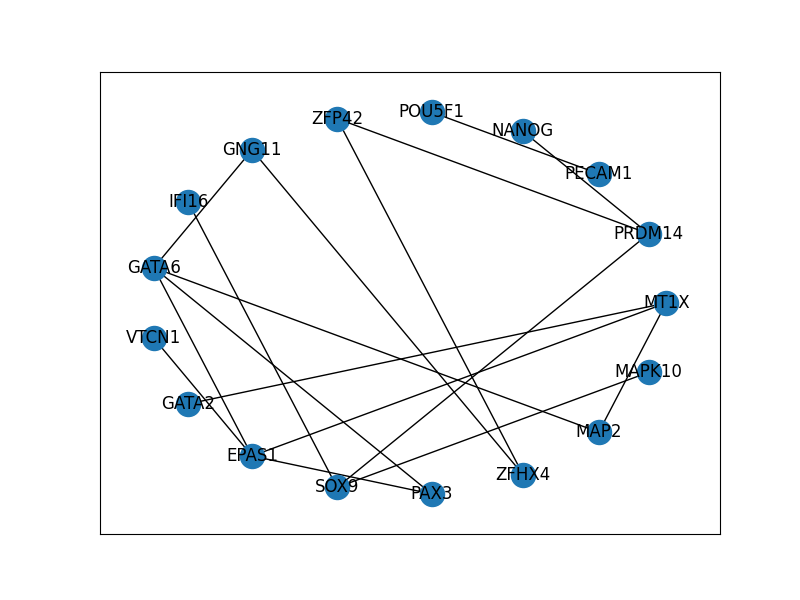 POU5F1
ZFP42
NANOG
GNG11
PECAM1
IFI16
PRDM14
GATA6
MT1X
VTCN1
MAPK10
GATA2
MAP2
EPAS1
ZFHX4
SOX9
PAX3